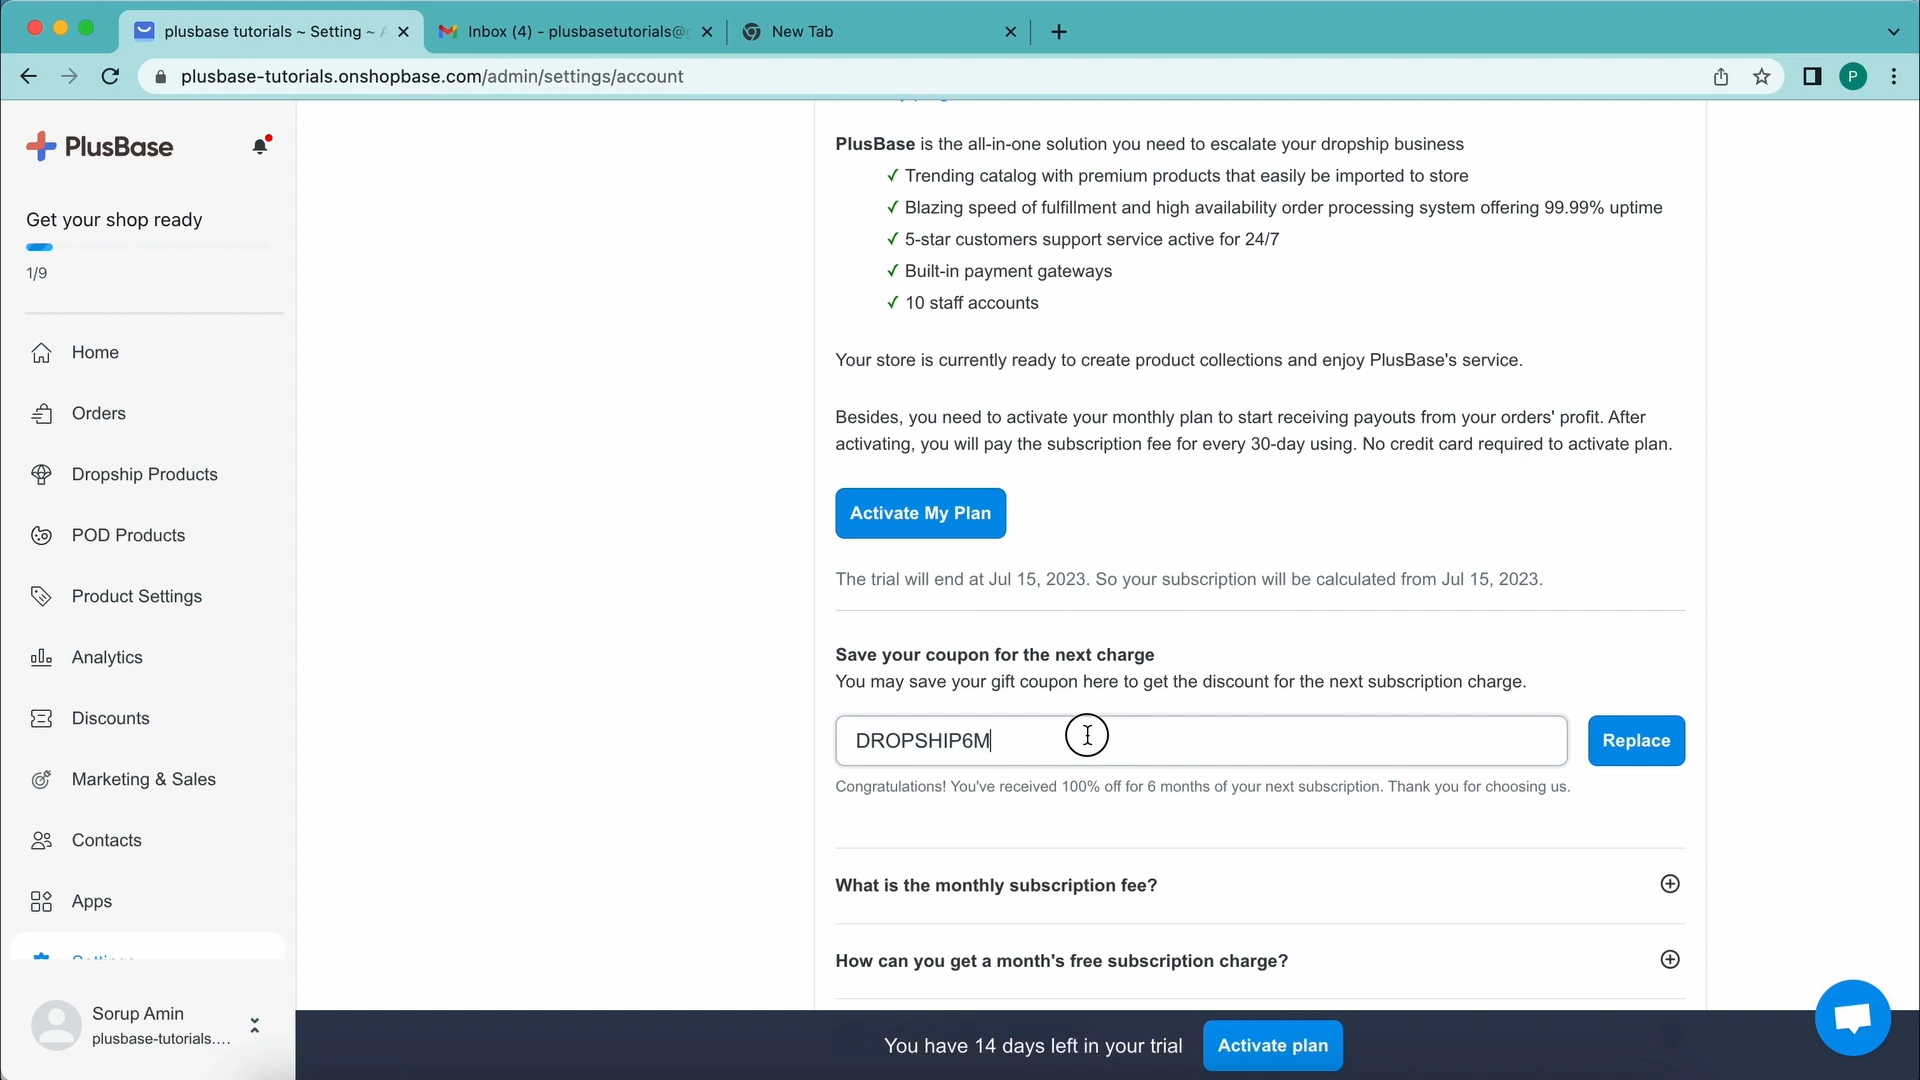 plusbase tutorials ~ Setting ~
Inbox (4) - plusbasetutorials@
New Tab
plusbase-tutorials.onshopbase.com/admin/settings/account
P
PlusBase
Get your shop ready
1/9
Home
Orders
Dropship Products
POD Products
Product Settings
Analytics
Discounts
Marketing & Sales
Contacts
Apps
Settings
Sorup Amin
plusbase-tutorials....
PlusBase is the all-in-one solution you need to escalate your dropship business
✓ Trending catalog with premium products that easily be imported to store
✓ Blazing speed of fulfillment and high availability order processing system offering 99.99% uptime
✓ 5-star customers support service active for 24/7
✓ Built-in payment gateways
✓ 10 staff accounts
Your store is currently ready to create product collections and enjoy PlusBase's service.
Besides, you need to activate your monthly plan to start receiving payouts from your orders' profit. After
activating, you will pay the subscription fee for every 30-day using. No credit card required to activate plan.
Activate My Plan
The trial will end at Jul 15, 2023. So your subscription will be calculated from Jul 15, 2023.
Save your coupon for the next charge
You may save your gift coupon here to get the discount for the next subscription charge.
DROPSHIP6M
Replace
Congratulations! You've received 100% off for 6 months of your next subscription. Thank you for choosing us.
What is the monthly subscription fee?
How can you get a month's free subscription charge?
You have 14 days left in your trial
Activate plan